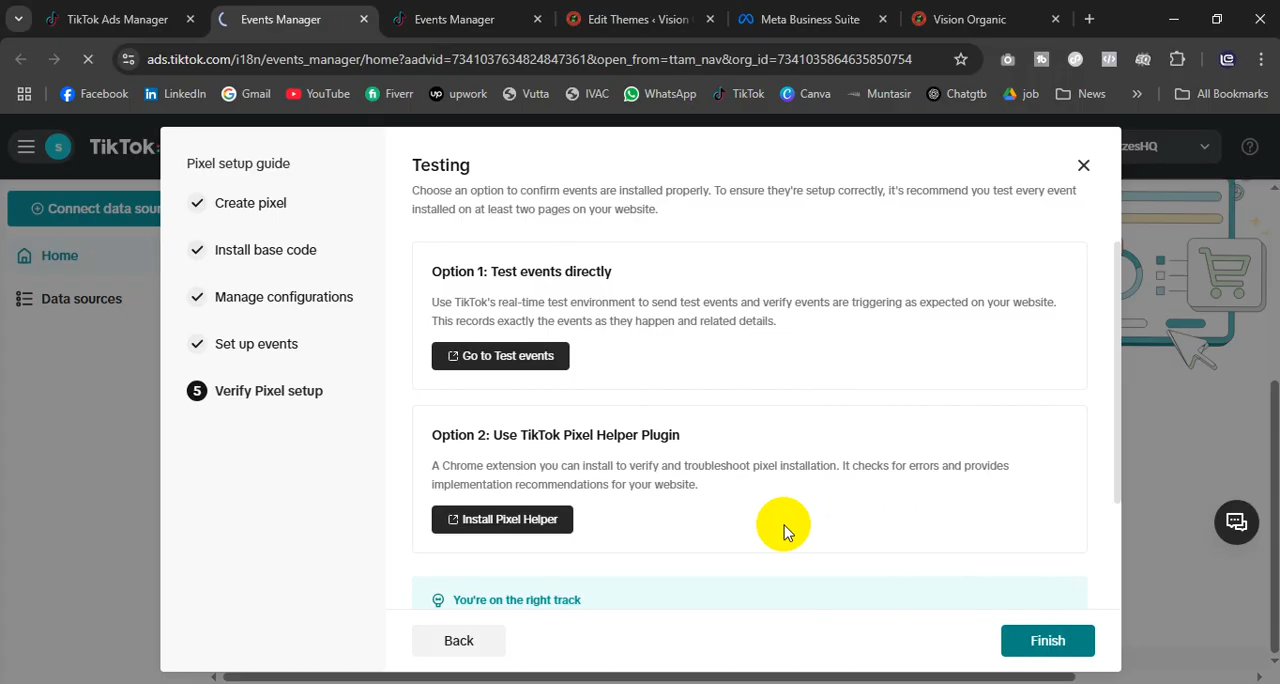 TikTok Ads Manager
Events Manager
Events Manager
Edit Themes ‹ Vision
Meta Business Suite
Vision Organic
ads.tiktok.com/i18n/events_manager/home?aadvid=7341037634824847361&open_from=ttam_nav&org_id=7341035864635850754
Facebook
LinkedIn
Gmail
YouTube
Fiverr
upwork
Vutta
IVAC
WhatsApp
TikTok
Canva
Muntasir
Chatgtb
job
News
All Bookmarks
S
TikTok:
zesHQ
Connect data sour
Home
Data sources
Pixel setup guide
Create pixel
Install base code
Manage configurations
Set up events
5 Verify Pixel setup
Testing
Choose an option to confirm events are installed properly. To ensure they're setup correctly, it's recommend you test every event
installed on at least two pages on your website.
Option 1: Test events directly
Use TikTok's real-time test environment to send test events and verify events are triggering as expected on your website.
This records exactly the events as they happen and related details.
Go to Test events
Option 2: Use TikTok Pixel Helper Plugin
A Chrome extension you can install to verify and troubleshoot pixel installation. It checks for errors and provides
implementation recommendations for your website.
Install Pixel Helper
You're on the right track
Back
Finish